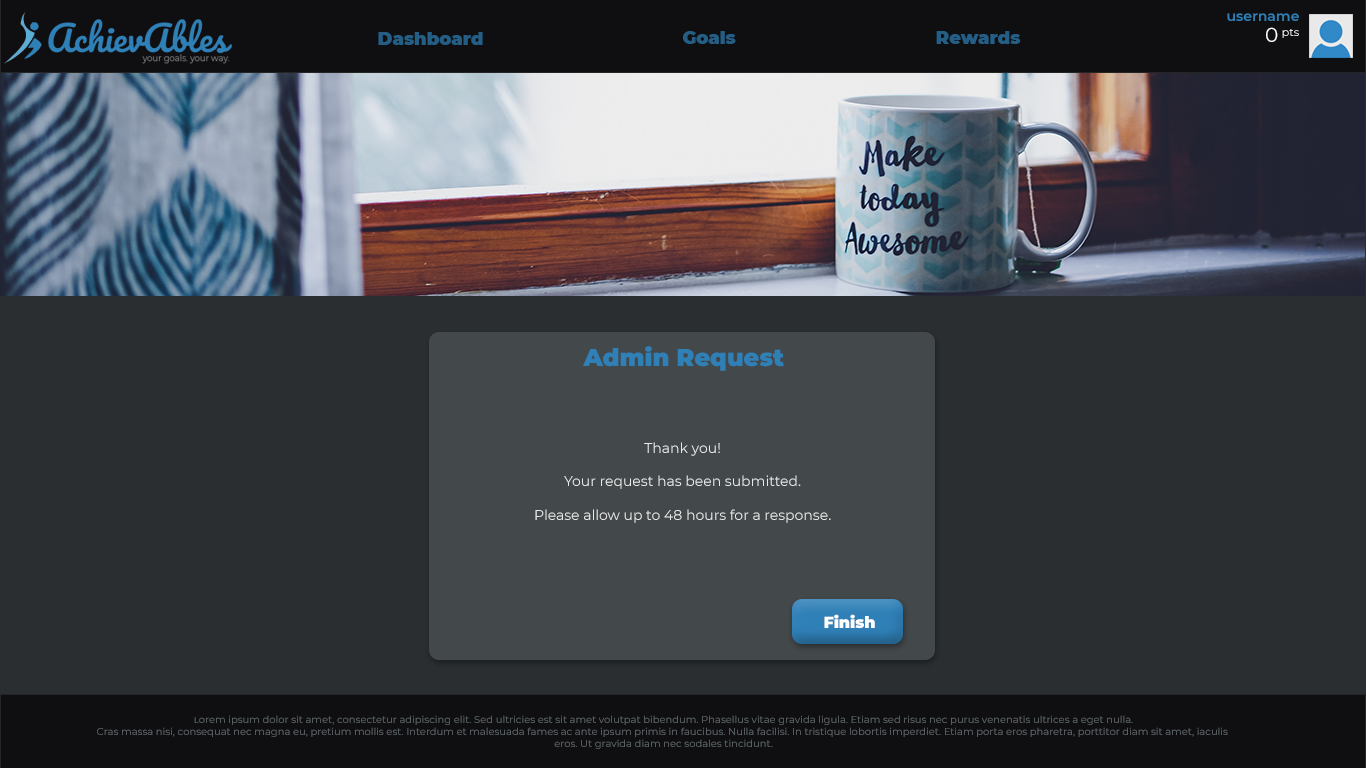 AchievAbles
your goals. your way.
Dashboard
Goals
Rewards
username
0 pts
Make
today
Awesome
Admin Request
Thank you!
Your request has been submitted.
Please allow up to 48 hours for a response.
Finish
Lorem ipsum dolor sit amet, consectetur adipiscing elit. Sed ultricies est sit amet volutpat bibendum. Phasellus vitae gravida ligula. Etiam sed risus nec purus venenatis ultrices a eget nulla.
Cras massa nisi, consequat nec magna eu, pretium mollis est. Interdum et malesuada fames ac ante ipsum primis in faucibus. Nulla facilisi. In tristique lobortis imperdiet. Etiam porta eros pharetra, porttitor diam sit amet, iaculis
eros. Ut gravida diam nec sodales tincidunt.